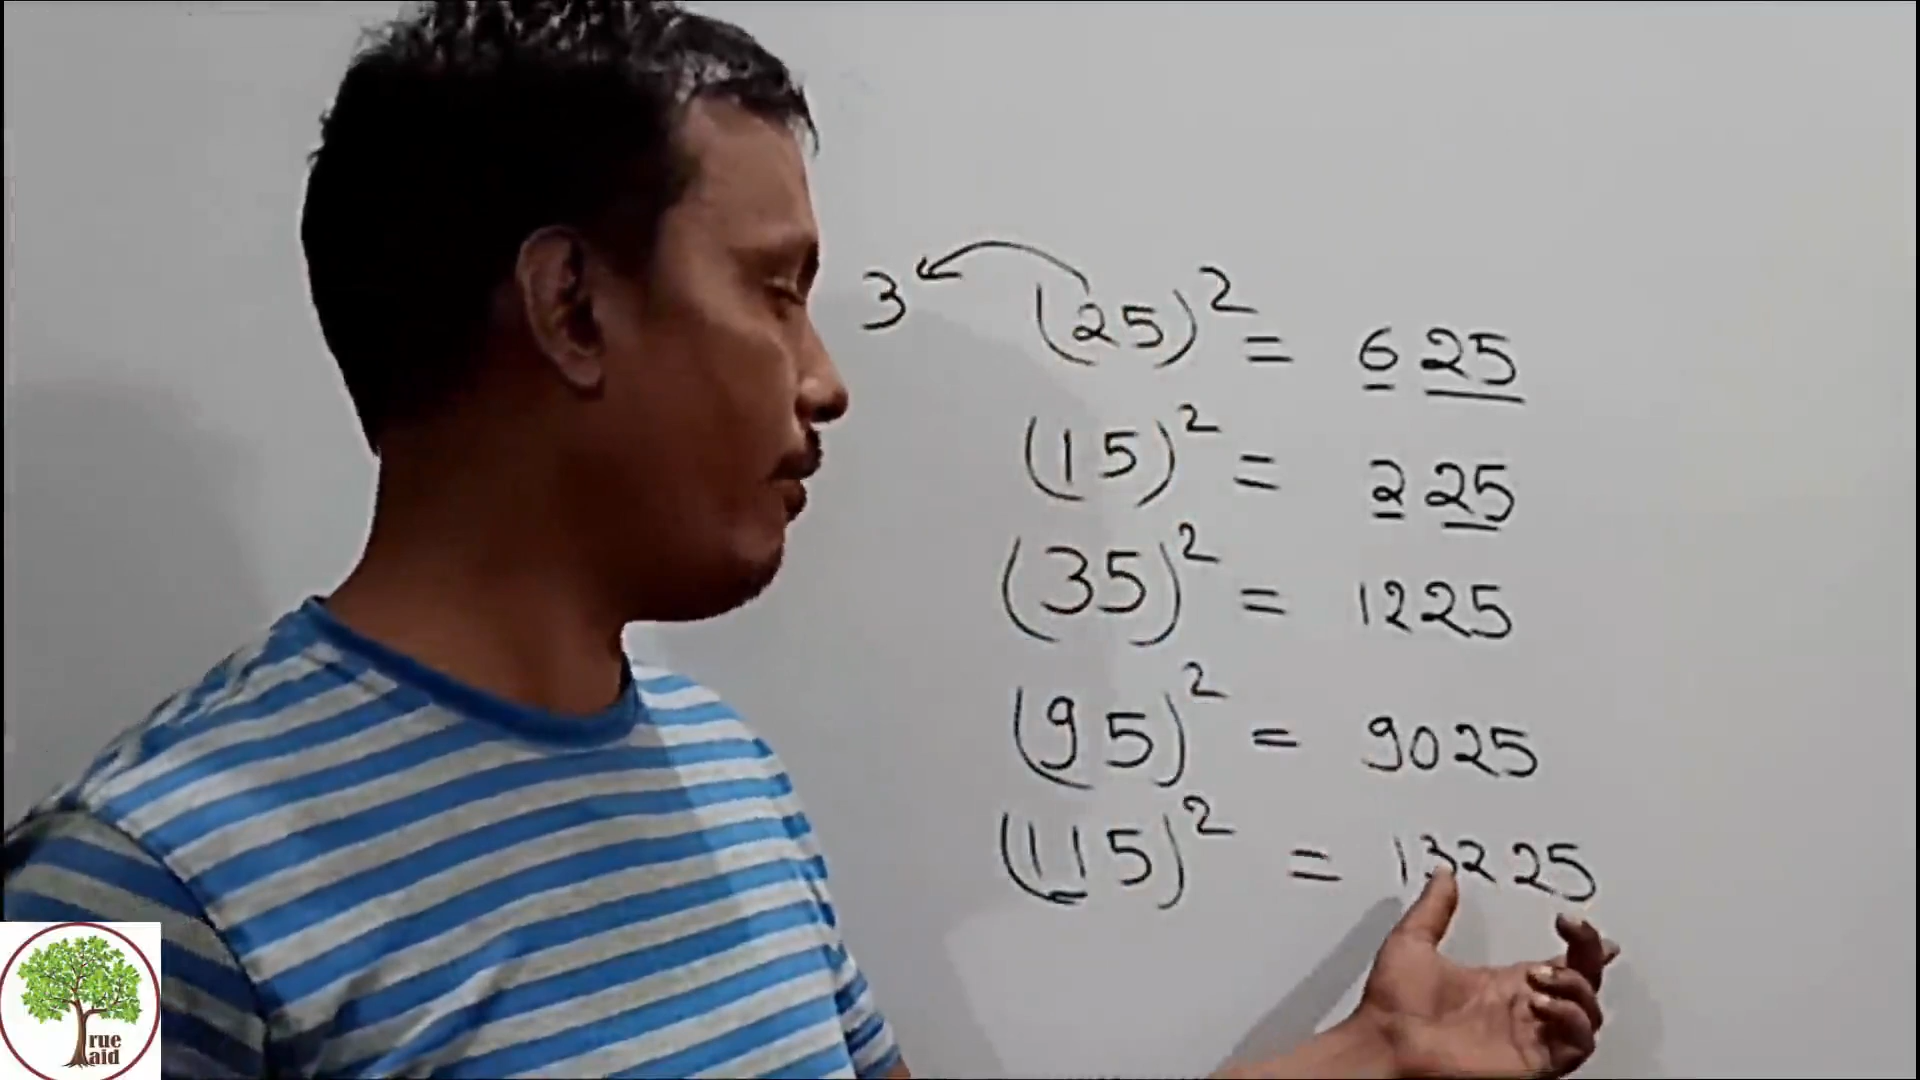 3 (25)² = 625
(15)² = 225
(35)² = 1225
(95)² = 9025
(115)² = 13225
rue
aid